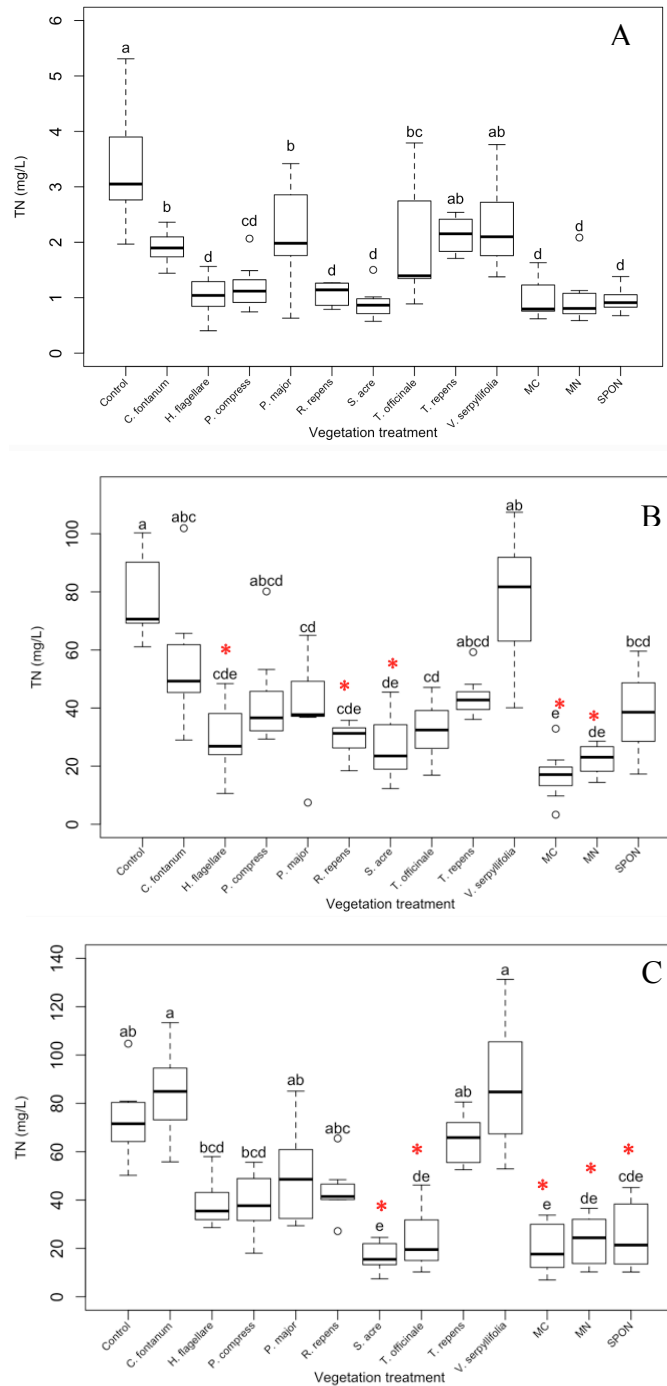 A
TN (mg/L)
6
5
4
3
2
1
0
a
b
d
cd
b
d
d
bc
ab
ab
d
d
d
Control
C. fontanum
H. flagellare
P. compress
P. major
R. repens
S. acre
T. officinale
T. repens
V. serpyllifolia
MC
MN
SPON
Vegetation treatment
B
TN (mg/L)
100
80
60
40
20
0
a
abc
* cde
abcd
cd
* cde
* de
cd
abcd
ab
* e
* de
bcd
Control
C. fontanum
H. flagellare
P. compress
P. major
R. repens
S. acre
T. officinale
T. repens
V. serpyllifolia
MC
MN
SPON
Vegetation treatment
C
TN (mg/L)
140
120
100
80
60
40
20
0
ab
a
bcd
bcd
ab
abc
* e
* de
ab
a
* e
* de
* cde
Control
C. fontanum
H. flagellare
P. compress
P. major
R. repens
S. acre
T. officinale
T. repens
V. serpyllifolia
MC
MN
SPON
Vegetation treatment